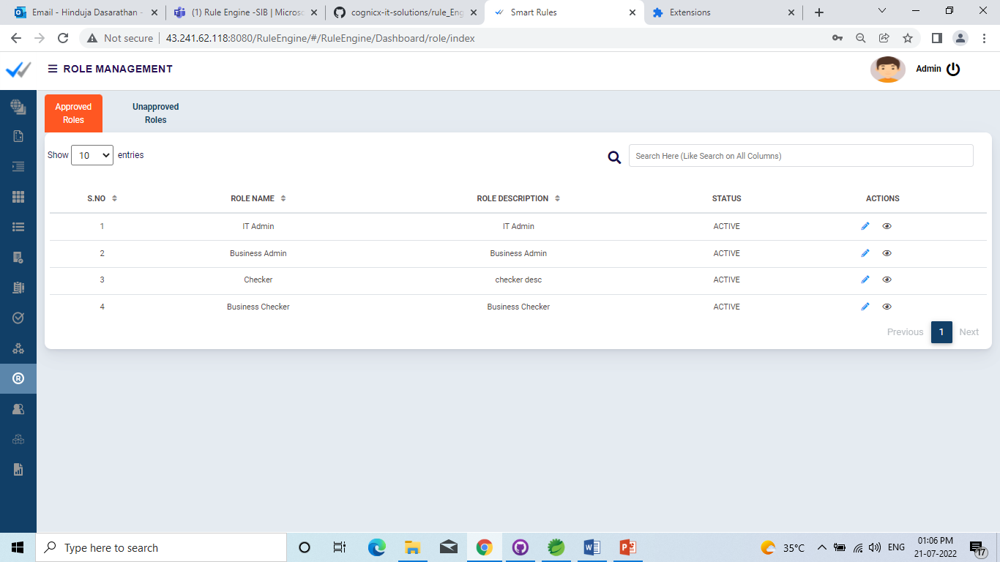 Email - Hinduja Dasarathan -
(1) Rule Engine -SIB | Micros
cognicx-it-solutions/rule_Eng
Smart Rules
Extensions
Not secure
43.241.62.118:8080/RuleEngine/#/RuleEngine/Dashboard/role/index
ROLE MANAGEMENT
Admin
Approved
Roles
Unapproved
Roles
Show 10 entries
Search Here (Like Search on All Columns)
S.NO ROLE NAME ROLE DESCRIPTION STATUS ACTIONS
1 IT Admin IT Admin ACTIVE
2 Business Admin Business Admin ACTIVE
3 Checker checker desc ACTIVE
4 Business Checker Business Checker ACTIVE
Previous 1 Next
Type here to search
35°C
ENG
01:06 PM
21-07-2022
17